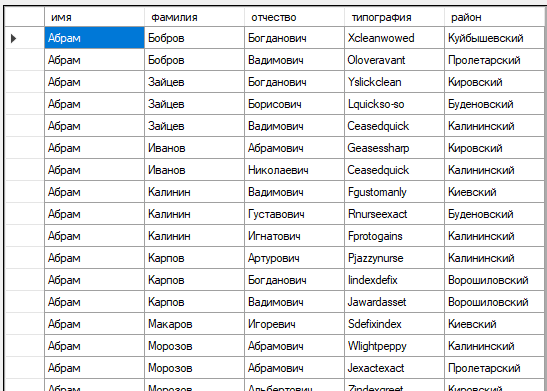 имя фамилия отчество типография район
Абрам Бобров Богданович Xcleanwowed Куйбышевский
Абрам Бобров Вадимович Oloveravant Пролетарский
Абрам Зайцев Богданович Yslickclean Кировский
Абрам Зайцев Борисович Lquickso-so Буденовский
Абрам Зайцев Вадимович Ceasedquick Калининский
Абрам Иванов Абрамович Geasessharp Кировский
Абрам Иванов Николаевич Ceasedquick Калининский
Абрам Калинин Вадимович Fgustomanly Киевский
Абрам Калинин Густавович Rnurseexact Буденовский
Абрам Калинин Игнатович Fprotogains Калининский
Абрам Карпов Артурович Pjazzynurse Калининский
Абрам Карпов Богданович Iindexdefix Ворошиловский
Абрам Карпов Вадимович Jawardasset Ворошиловский
Абрам Макаров Игоревич Sdefixindex Киевский
Абрам Морозов Абрамович Wlightpeppy Калининский
Абрам Морозов Абрамович Jexactexact Пролетарский
Абрам Морозов Альбертович Zindexgreet Кировский